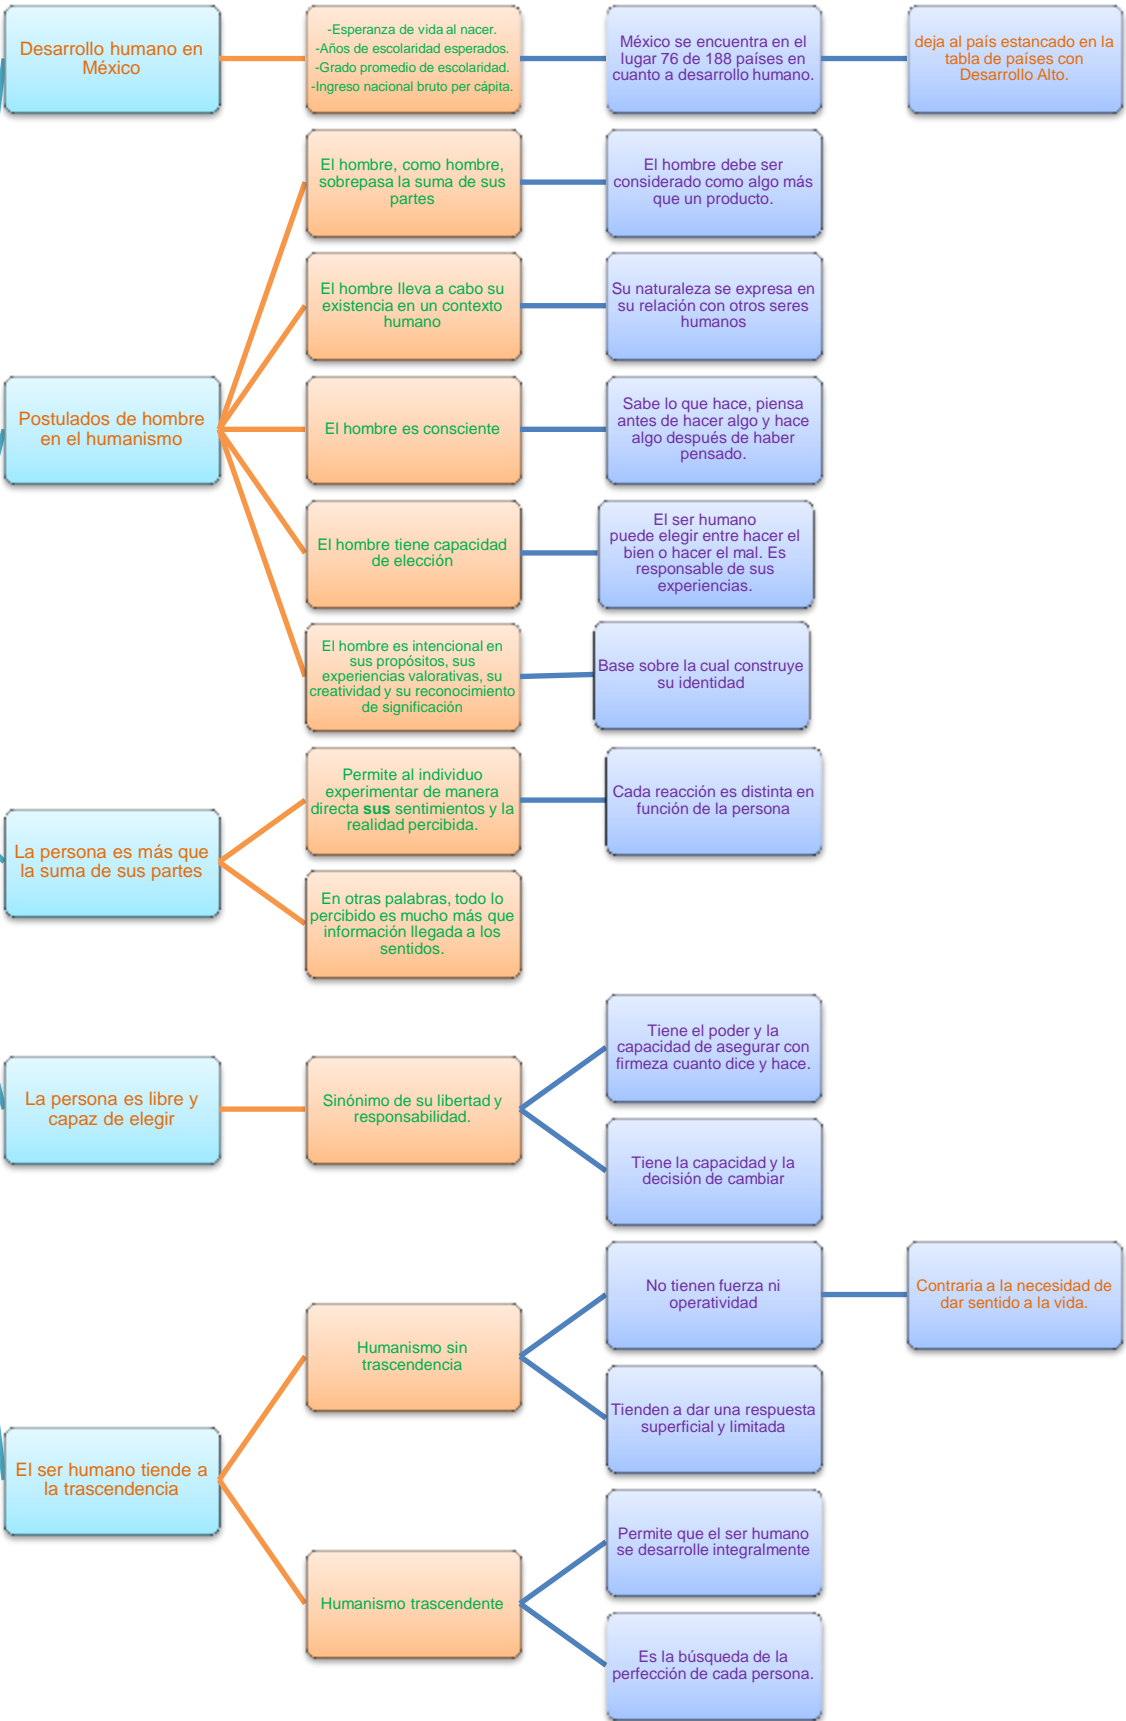 Desarrollo humano en
México
-Esperanza de vida al nacer.
-Años de escolaridad esperados.
-Grado promedio de escolaridad.
-Ingreso nacional bruto per cápita.
México se encuentra en el
lugar 76 de 188 países en
cuanto a desarrollo humano.
deja al país estancado en la
tabla de países con
Desarrollo Alto.
Postulados de hombre
en el humanismo
El hombre, como hombre,
sobrepasa la suma de sus
partes
El hombre debe ser
considerado como algo más
que un producto.
El hombre lleva a cabo su
existencia en un contexto
humano
Su naturaleza se expresa en
su relación con otros seres
humanos
El hombre es consciente
Sabe lo que hace, piensa
antes de hacer algo y hace
algo después de haber
pensado.
El hombre tiene capacidad
de elección
El ser humano
puede elegir entre hacer el
bien o hacer el mal. Es
responsable de sus
experiencias.
El hombre es intencional en
sus propósitos, sus
experiencias valorativas, su
creatividad y su reconocimiento
de significación
Base sobre la cual construye
su identidad
La persona es más que
la suma de sus partes
Permite al individuo
experimentar de manera
directa sus sentimientos y la
realidad percibida.
Cada reacción es distinta en
función de la persona
En otras palabras, todo lo
percibido es mucho más que
información llegada a los
sentidos.
La persona es libre y
capaz de elegir
Sinónimo de su libertad y
responsabilidad.
Tiene el poder y la
capacidad de asegurar con
firmeza cuanto dice y hace.
Tiene la capacidad y la
decisión de cambiar
El ser humano tiende a
la trascendencia
Humanismo sin
trascendencia
No tienen fuerza ni
operatividad
Contraria a la necesidad de
dar sentido a la vida.
Tienden a dar una respuesta
superficial y limitada
Humanismo trascendente
Permite que el ser humano
se desarrolle integralmente
Es la búsqueda de la
perfección de cada persona.